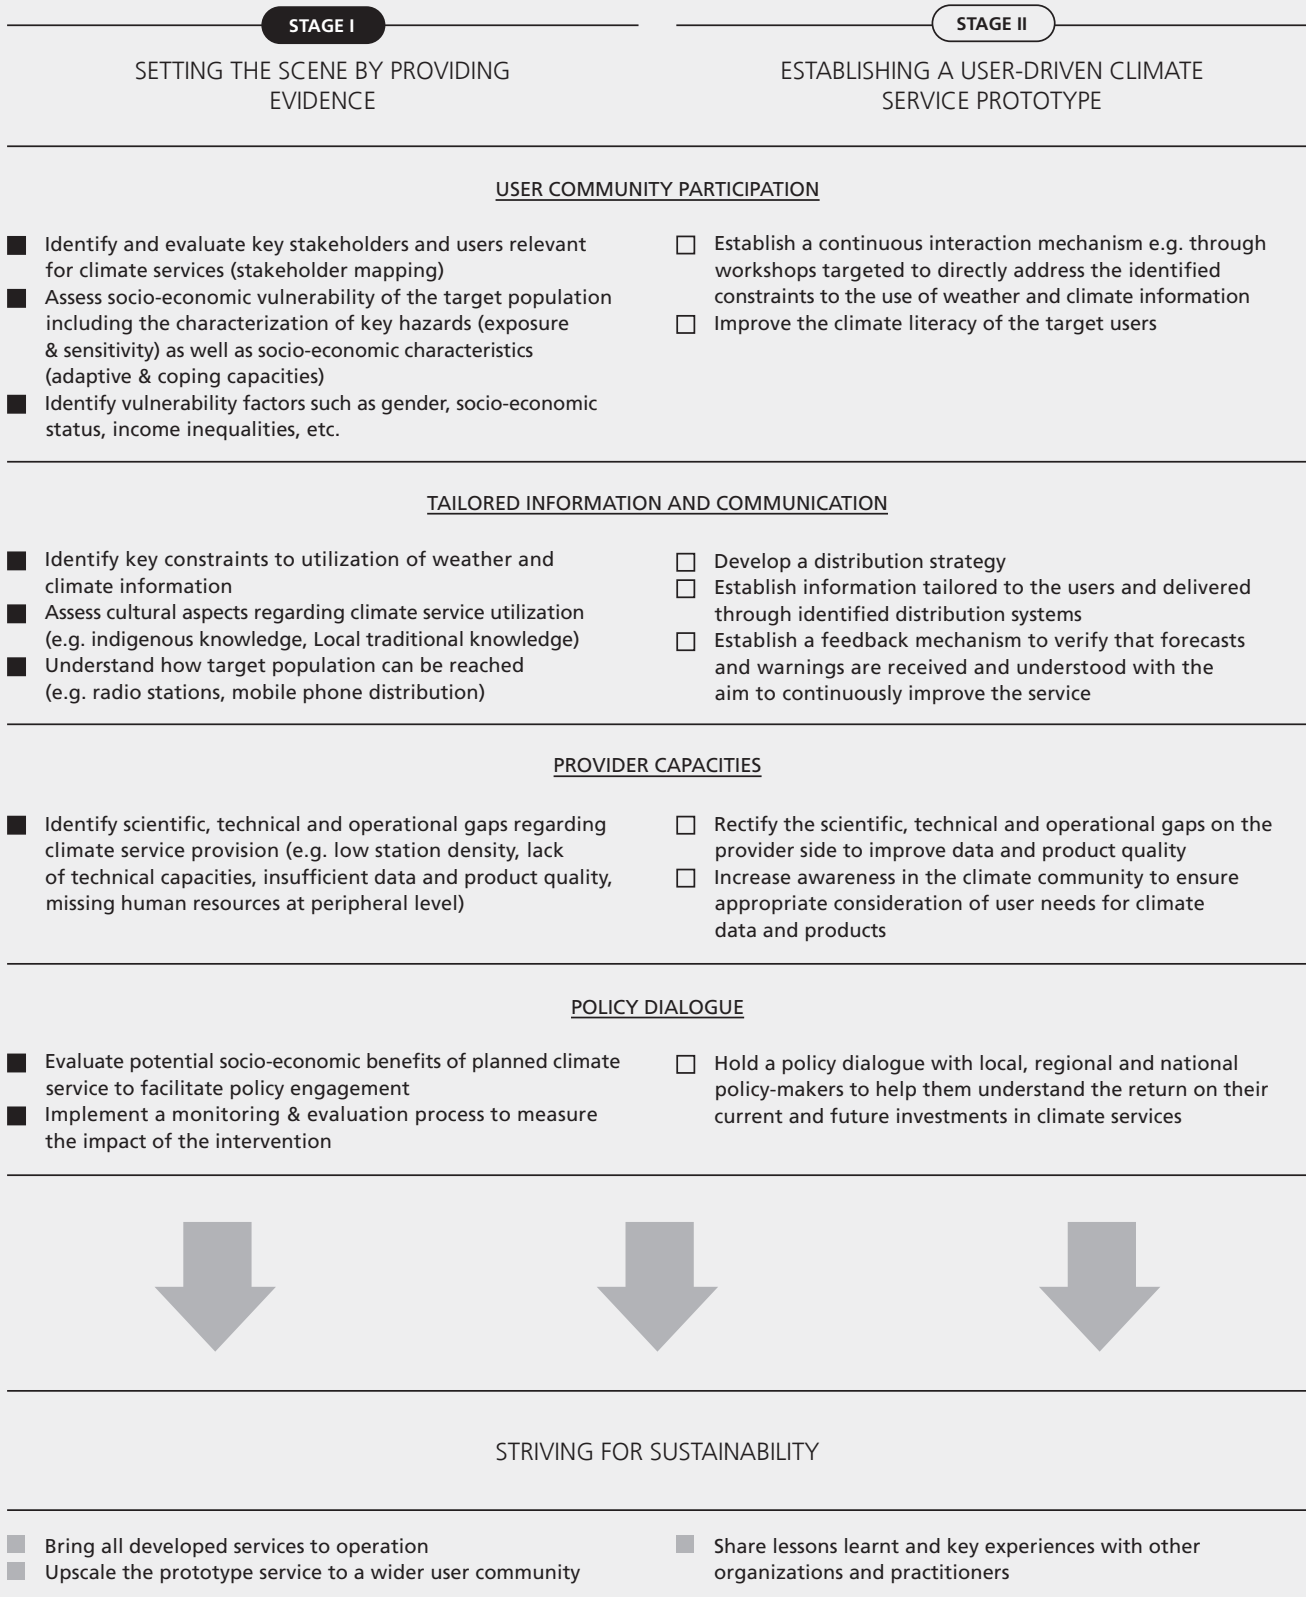 STAGE I
SETTING THE SCENE BY PROVIDING
EVIDENCE
STAGE II
ESTABLISHING A USER-DRIVEN CLIMATE
SERVICE PROTOTYPE
USER COMMUNITY PARTICIPATION
Identify and evaluate key stakeholders and users relevant
for climate services (stakeholder mapping)
Assess socio-economic vulnerability of the target population
including the characterization of key hazards (exposure
& sensitivity) as well as socio-economic characteristics
(adaptive & coping capacities)
Identify vulnerability factors such as gender, socio-economic
status, income inequalities, etc.
Establish a continuous interaction mechanism e.g. through
workshops targeted to directly address the identified
constraints to the use of weather and climate information
Improve the climate literacy of the target users
TAILORED INFORMATION AND COMMUNICATION
Identify key constraints to utilization of weather and
climate information
Assess cultural aspects regarding climate service utilization
(e.g. indigenous knowledge, Local traditional knowledge)
Understand how target population can be reached
(e.g. radio stations, mobile phone distribution)
Develop a distribution strategy
Establish information tailored to the users and delivered
through identified distribution systems
Establish a feedback mechanism to verify that forecasts
and warnings are received and understood with the
aim to continuously improve the service
PROVIDER CAPACITIES
Identify scientific, technical and operational gaps regarding
climate service provision (e.g. low station density, lack
of technical capacities, insufficient data and product quality,
missing human resources at peripheral level)
Rectify the scientific, technical and operational gaps on the
provider side to improve data and product quality
Increase awareness in the climate community to ensure
appropriate consideration of user needs for climate
data and products
POLICY DIALOGUE
Evaluate potential socio-economic benefits of planned climate
service to facilitate policy engagement
Implement a monitoring & evaluation process to measure
the impact of the intervention
Hold a policy dialogue with local, regional and national
policy-makers to help them understand the return on their
current and future investments in climate services
STRIVING FOR SUSTAINABILITY
Bring all developed services to operation
Upscale the prototype service to a wider user community
Share lessons learnt and key experiences with other
organizations and practitioners